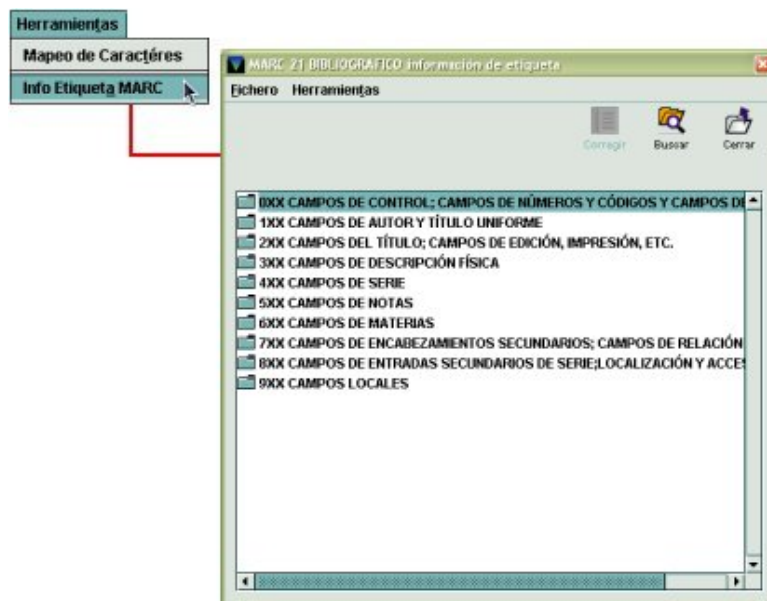 Herramientas
Mapeo de Caractéres
Info Etiqueta MARC
MARC 21 BIBLIOGRAFICO información de etiqueta
Fichero Herramientas
Corregir Buscar Cerrar
0XX CAMPOS DE CONTROL; CAMPOS DE NÚMEROS Y CÓDIGOS Y CAMPOS DE
1XX CAMPOS DE AUTOR Y TÍTULO UNIFORME
2XX CAMPOS DEL TÍTULO; CAMPOS DE EDICIÓN, IMPRESIÓN, ETC.
3XX CAMPOS DE DESCRIPCIÓN FÍSICA
4XX CAMPOS DE SERIE
5XX CAMPOS DE NOTAS
6XX CAMPOS DE MATERIAS
7XX CAMPOS DE ENCABEZAMIENTOS SECUNDARIOS; CAMPOS DE RELACIÓN
8XX CAMPOS DE ENTRADAS SECUNDARIOS DE SERIE;LOCALIZACIÓN Y ACCES
9XX CAMPOS LOCALES